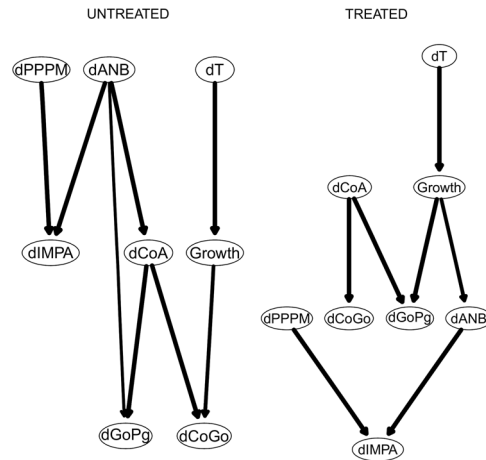 UNTREATED
dPPPM dANB dT
dIMPA dCoA Growth
dGoPg dCoGo
TREATED
dT
dCoA Growth
dPPPM dCoGo dGoPg dANB
dIMPA